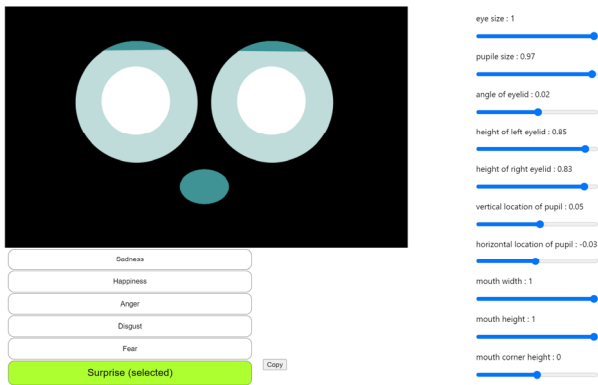 eye size : 1
pupile size : 0.97
angle of eyelid : 0.02
height of left eyelid : 0.85
height of right eyelid : 0.83
vertical location of pupil : 0.05
horizontal location of pupil : -0.03
mouth width : 1
mouth height : 1
mouth corner height : 0
Sadness
Happiness
Anger
Disgust
Fear
Surprise (selected)
Copy